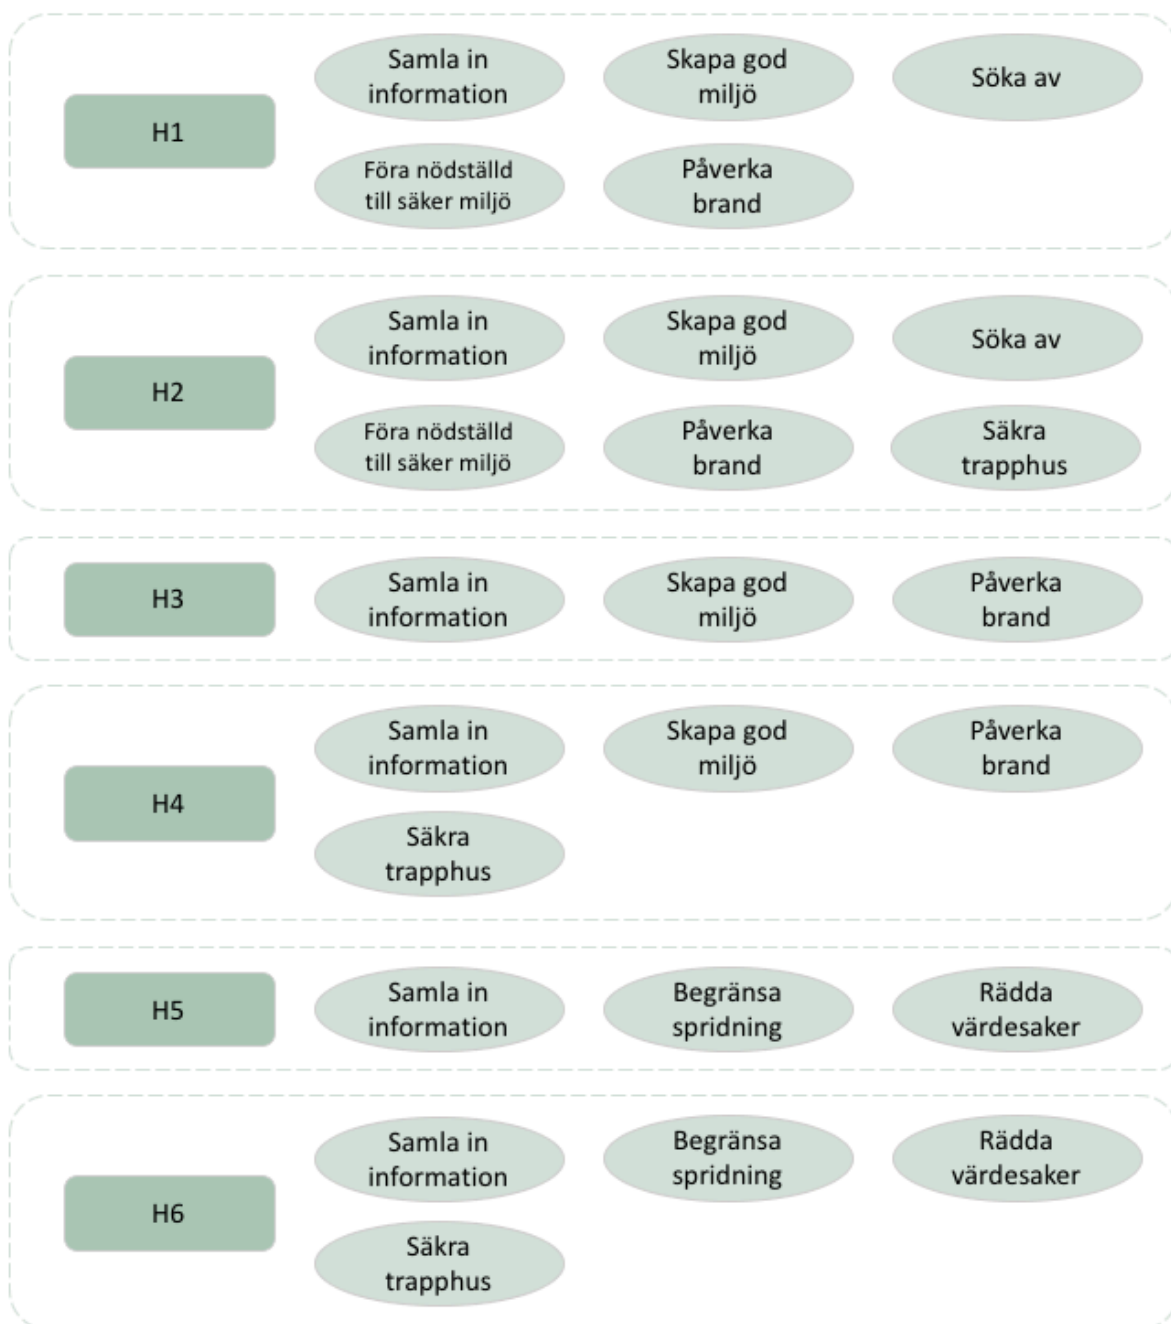 H1
Samla in
information
Skapa god
miljö
Söka av
Föra nödställd
till säker miljö
Påverka
brand
H2
Samla in
information
Skapa god
miljö
Söka av
Föra nödställd
till säker miljö
Påverka
brand
Säkra
trapphus
H3
Samla in
information
Skapa god
miljö
Påverka
brand
H4
Samla in
information
Skapa god
miljö
Påverka
brand
Säkra
trapphus
H5
Samla in
information
Begränsa
spridning
Rädda
värdesaker
H6
Samla in
information
Begränsa
spridning
Rädda
värdesaker
Säkra
trapphus